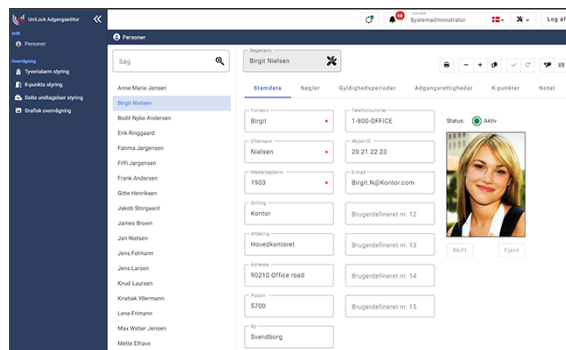 UniLock Adgangseditor
10
Systemadministrator
Log af
Drift
Personer
Overvågning
Tyverialarm styring
K-punkts styring
Delte undtagelser styring
Grafisk overvågning
Personer
Søg
Anne Marie Jensen
Birgit Nielsen
Bodil Nybo Andersen
Erik Ringgaard
Fatima Jørgensen
Fiffi Jørgensen
Frank Andersen
Gitte Henriksen
Jakob Storgaard
James Brown
Jan Nielsen
Jens Felmann
Jens Larsen
Knud Laursen
Kristiak Yllermann
Lene Frimann
Max Weber Jensen
Mette Elhave
Søgenavn
Birgit Nielsen
Stamdata
Nøgler
Gyldighedsperioder
Adgangsrettigheder
K-punkter
Notat
Fornavn
Birgit
Telefonnummer
1-800-OFFICE
Status:
Aktiv
Efternavn
Nielsen
Mobil tlf.
20 21 22 23
Medarbejdernr.
1903
E-mail
Birgit.N@Kontor.com
Stilling
Kontor
Brugerdefineret nr. 12
Afdeling
Hovedkontoret
Brugerdefineret nr. 13
Skift
Fjern
Adresse
90210 Office road
Brugerdefineret nr. 14
Postnr.
5700
Brugerdefineret nr. 15
By
Svendborg